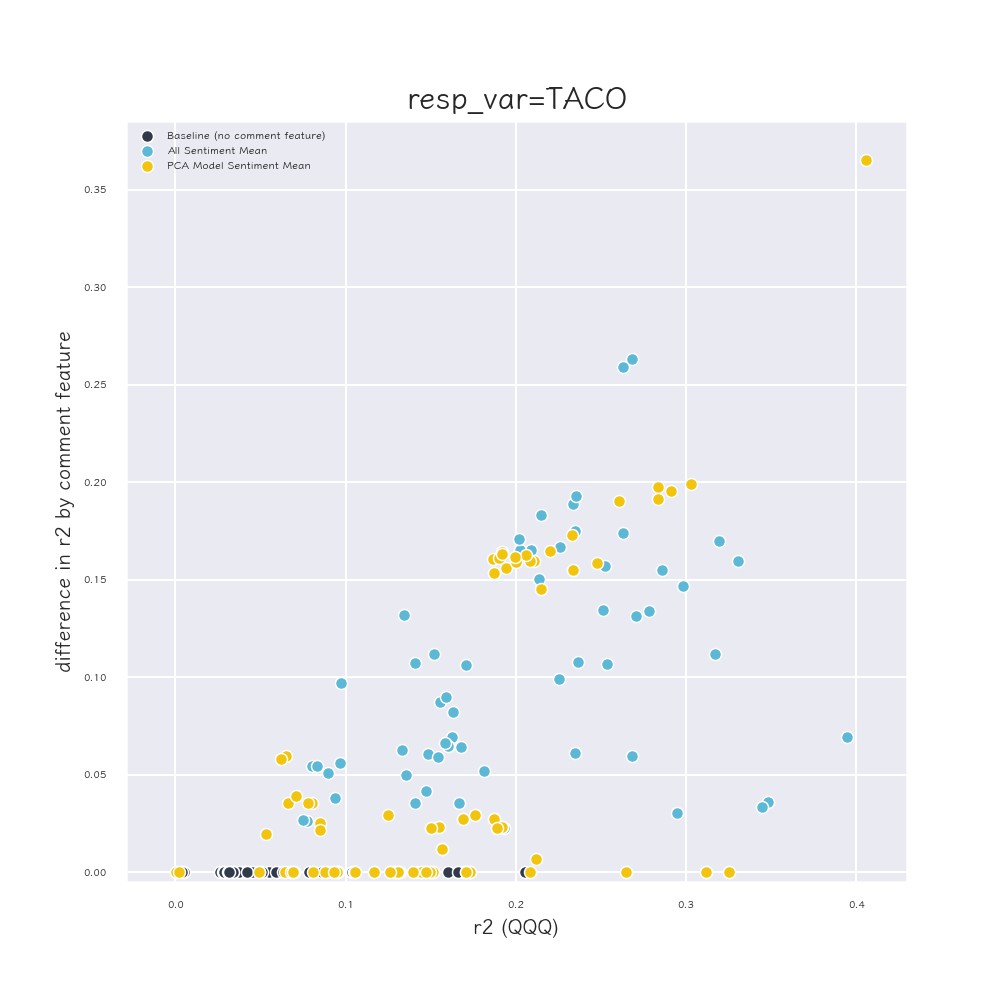 resp_var=TACO
Baseline (no comment feature)
All Sentiment Mean
PCA Model Sentiment Mean
difference in r2 by comment feature
0.35
0.30
0.25
0.20
0.15
0.10
0.05
0.00
0.0 0.1 0.2 0.3 0.4
r2 (QQQ)